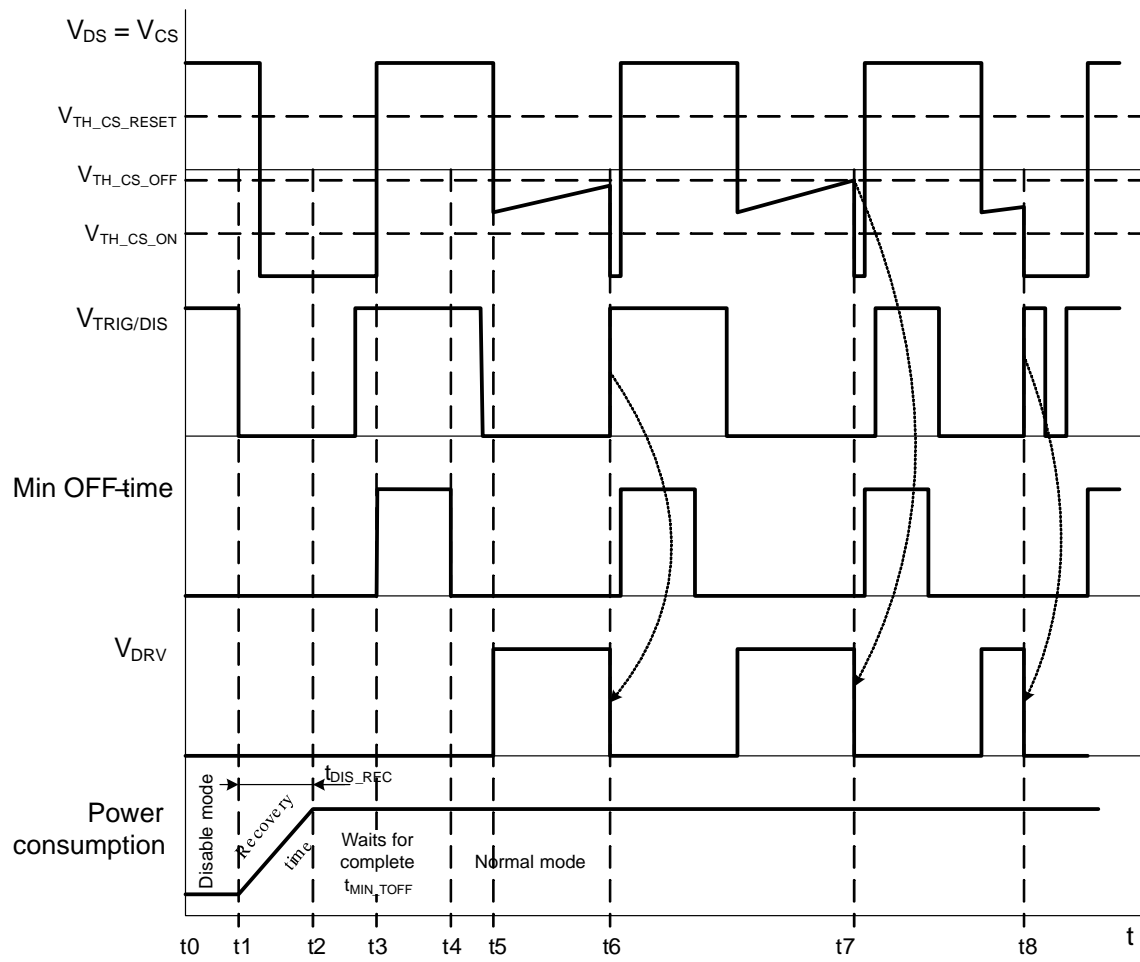 VDS = VCS
VTH_CS_RESET
VTH_CS_OFF
VTH_CS_ON
VTRIG/DIS
Min OFF–time
VDRV
tDIS_REC
Power
consumption
Disable mode
Recovery
time
Waits for
complete
tMIN_TOFF
Normal mode
t0 t1 t2 t3 t4 t5 t6 t7 t8 t